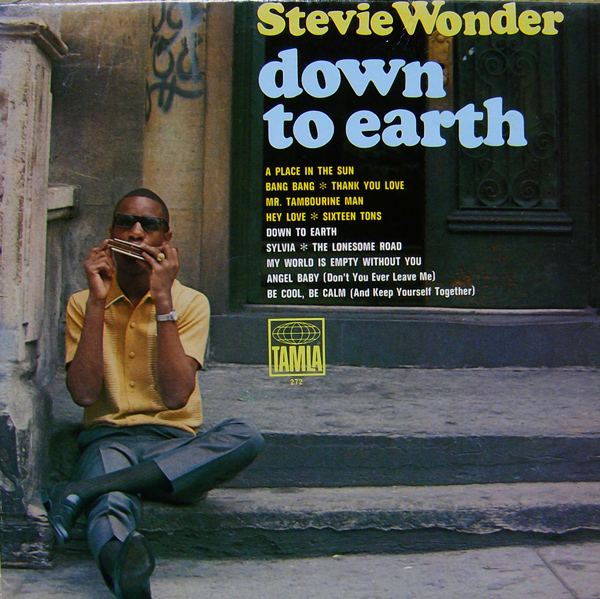 Stevie Wonder
down
to earth
A PLACE IN THE SUN
BANG BANG ✻ THANK YOU LOVE
MR. TAMBOURINE MAN
HEY LOVE ✻ SIXTEEN TONS
DOWN TO EARTH
SYLVIA ✻ THE LONESOME ROAD
MY WORLD IS EMPTY WITHOUT YOU
ANGEL BABY (Don't You Ever Leave Me)
BE COOL, BE CALM (And Keep Yourself Together)
TAMLA
272